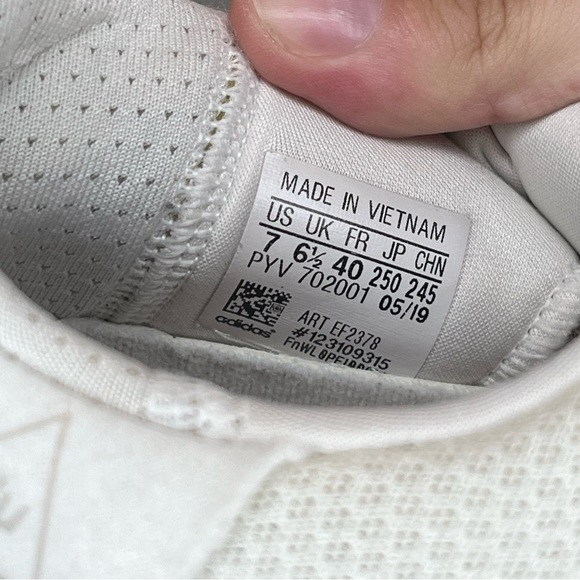 MADE IN VIETNAM
US UK FR JP CHN
7 6½ 40 250 245
PYV 702001 05/19
adidas
ART EF2378
#123109315